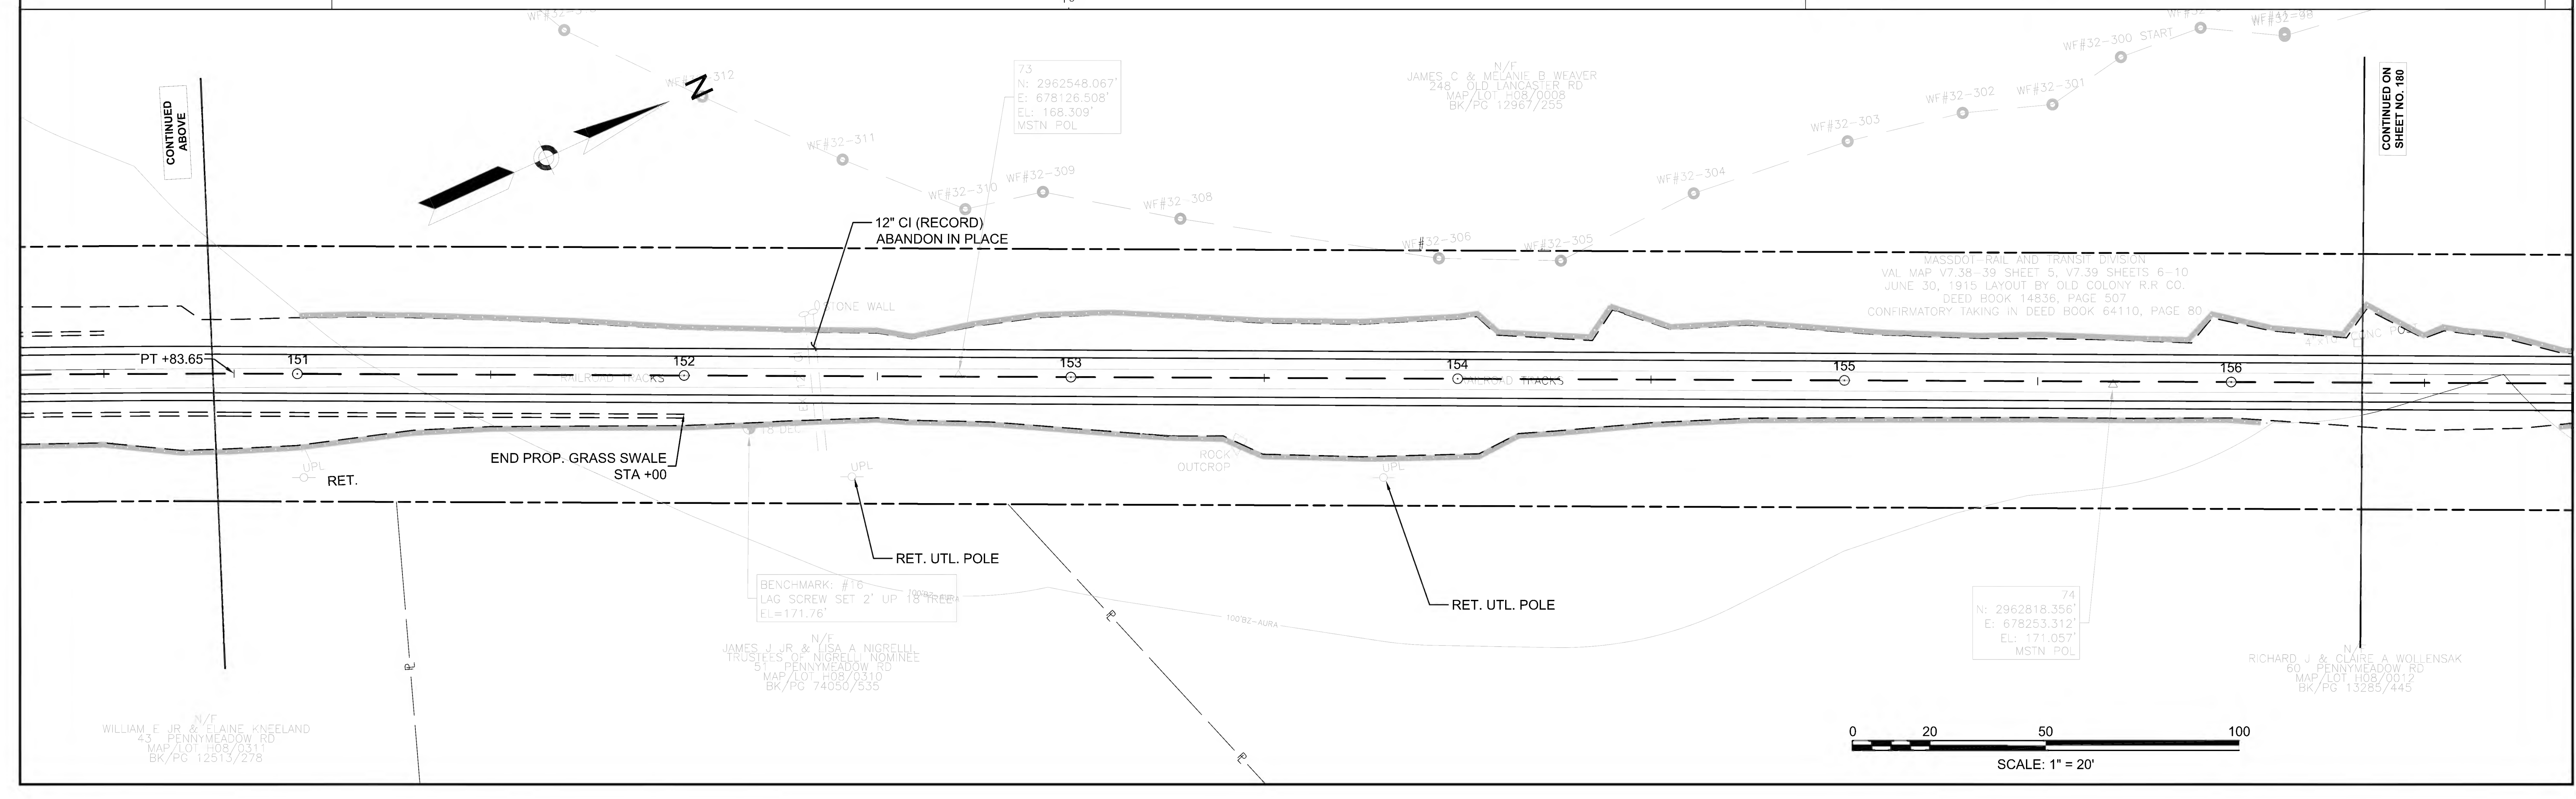 WF#32-312
N
WF#32-311
WF#32-310
WF#32-309
WF#32-308
WF#32-306
WF#32-305
WF#32-304
WF#32-303
WF#32-302
WF#32-301
WF#32-300 START
CONTINUED
ABOVE
73
N: 2962548.067'
E: 678126.508'
EL: 168.309'
MSTN POL
N/F
JAMES C & MELANIE B WEAVER
248 OLD LANCASTER RD
MAP/LOT H08/0008
BK/PG 12967/255
CONTINUED ON
SHEET NO. 180
12" CI (RECORD)
ABANDON IN PLACE
MASSDOT-RAIL AND TRANSIT DIVISION
VAL MAP V7.38-39 SHEET 5, V7.39 SHEETS 6-10
JUNE 30, 1915 LAYOUT BY OLD COLONY R.R CO.
DEED BOOK 14836, PAGE 507
CONFIRMATORY TAKING IN DEED BOOK 64110, PAGE 80
STONE WALL
PT +83.65
151
152
153
154
155
156
RAILROAD TRACKS
RAILROAD TRACKS
18 DEC
END PROP. GRASS SWALE
STA +00
UPL
RET.
UPL
ROCK
OUTCROP
UPL
RET. UTL. POLE
RET. UTL. POLE
BENCHMARK: #16
LAG SCREW SET 2' UP 18 TREE
EL=171.76'
100'BZ-AURA
100'BZ-AURA
PL
PL
PL
N/F
JAMES J JR & LISA A NIGRELLI,
TRUSTEES OF NIGRELLI NOMINEE
51 PENNYMEADOW RD
MAP/LOT H08/0310
BK/PG 74050/535
74
N: 2962818.356'
E: 678253.312'
EL: 171.057'
MSTN POL
N/F
RICHARD J & CLAIRE A WOLLENSAK
60 PENNYMEADOW RD
MAP/LOT H08/0012
BK/PG 13285/445
N/F
WILLIAM E JR & ELAINE KNEELAND
43 PENNYMEADOW RD
MAP/LOT H08/0311
BK/PG 12513/278
0 20 50 100
SCALE: 1" = 20'